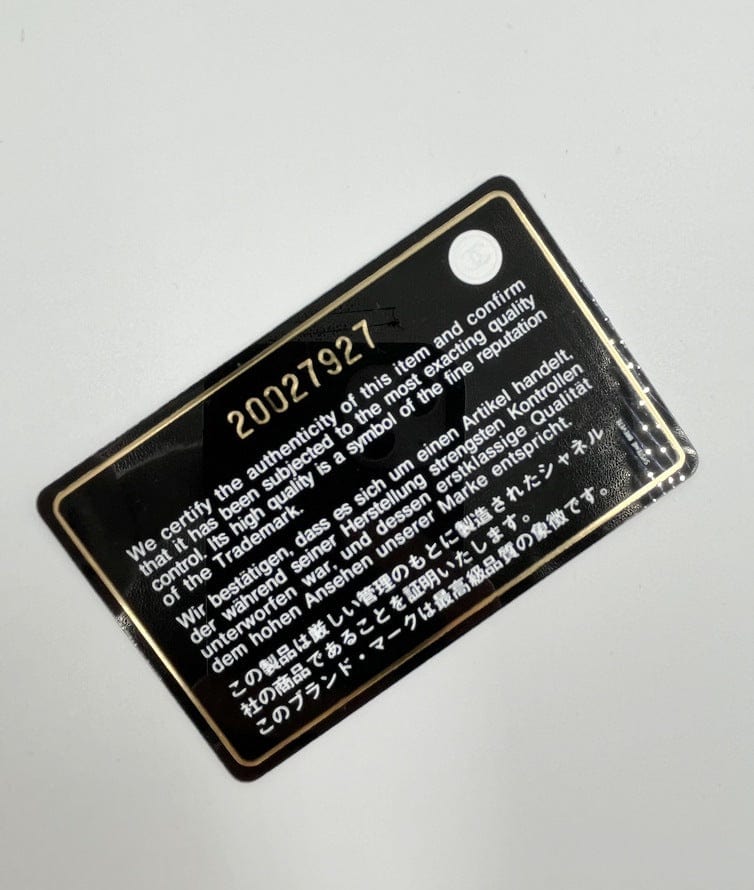 20027927
We certify the authenticity of this item and confirm
that it has been subjected to the most exacting quality
control. Its high quality is a symbol of the fine reputation
of the Trademark.
Wir bestätigen, dass es sich um einen Artikel handelt,
der während seiner Herstellung strengsten Kontrollen
unterworfen war, und dessen erstklassige Qualität
dem hohen Ansehen unserer Marke entspricht.
この製品は厳しい管理のもとに製造されたシャネル
社の商品であることを証明いたします。
このブランド・マークは最高級品質の象徴です。